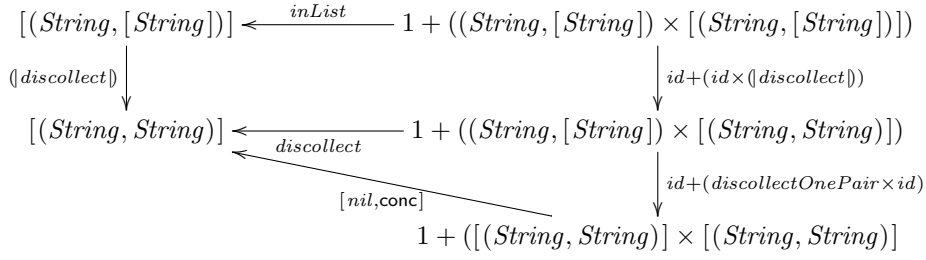 [(String, [String])] inList 1 + ((String, [String]) × [(String, [String])])
(|discollect|) id+(id×(|discollect|))
[(String, String)] discollect 1 + ((String, [String]) × [(String, String)])
id+(discollectOnePair×id)
[nil,conc]
1 + ([(String, String)] × [(String, String)]